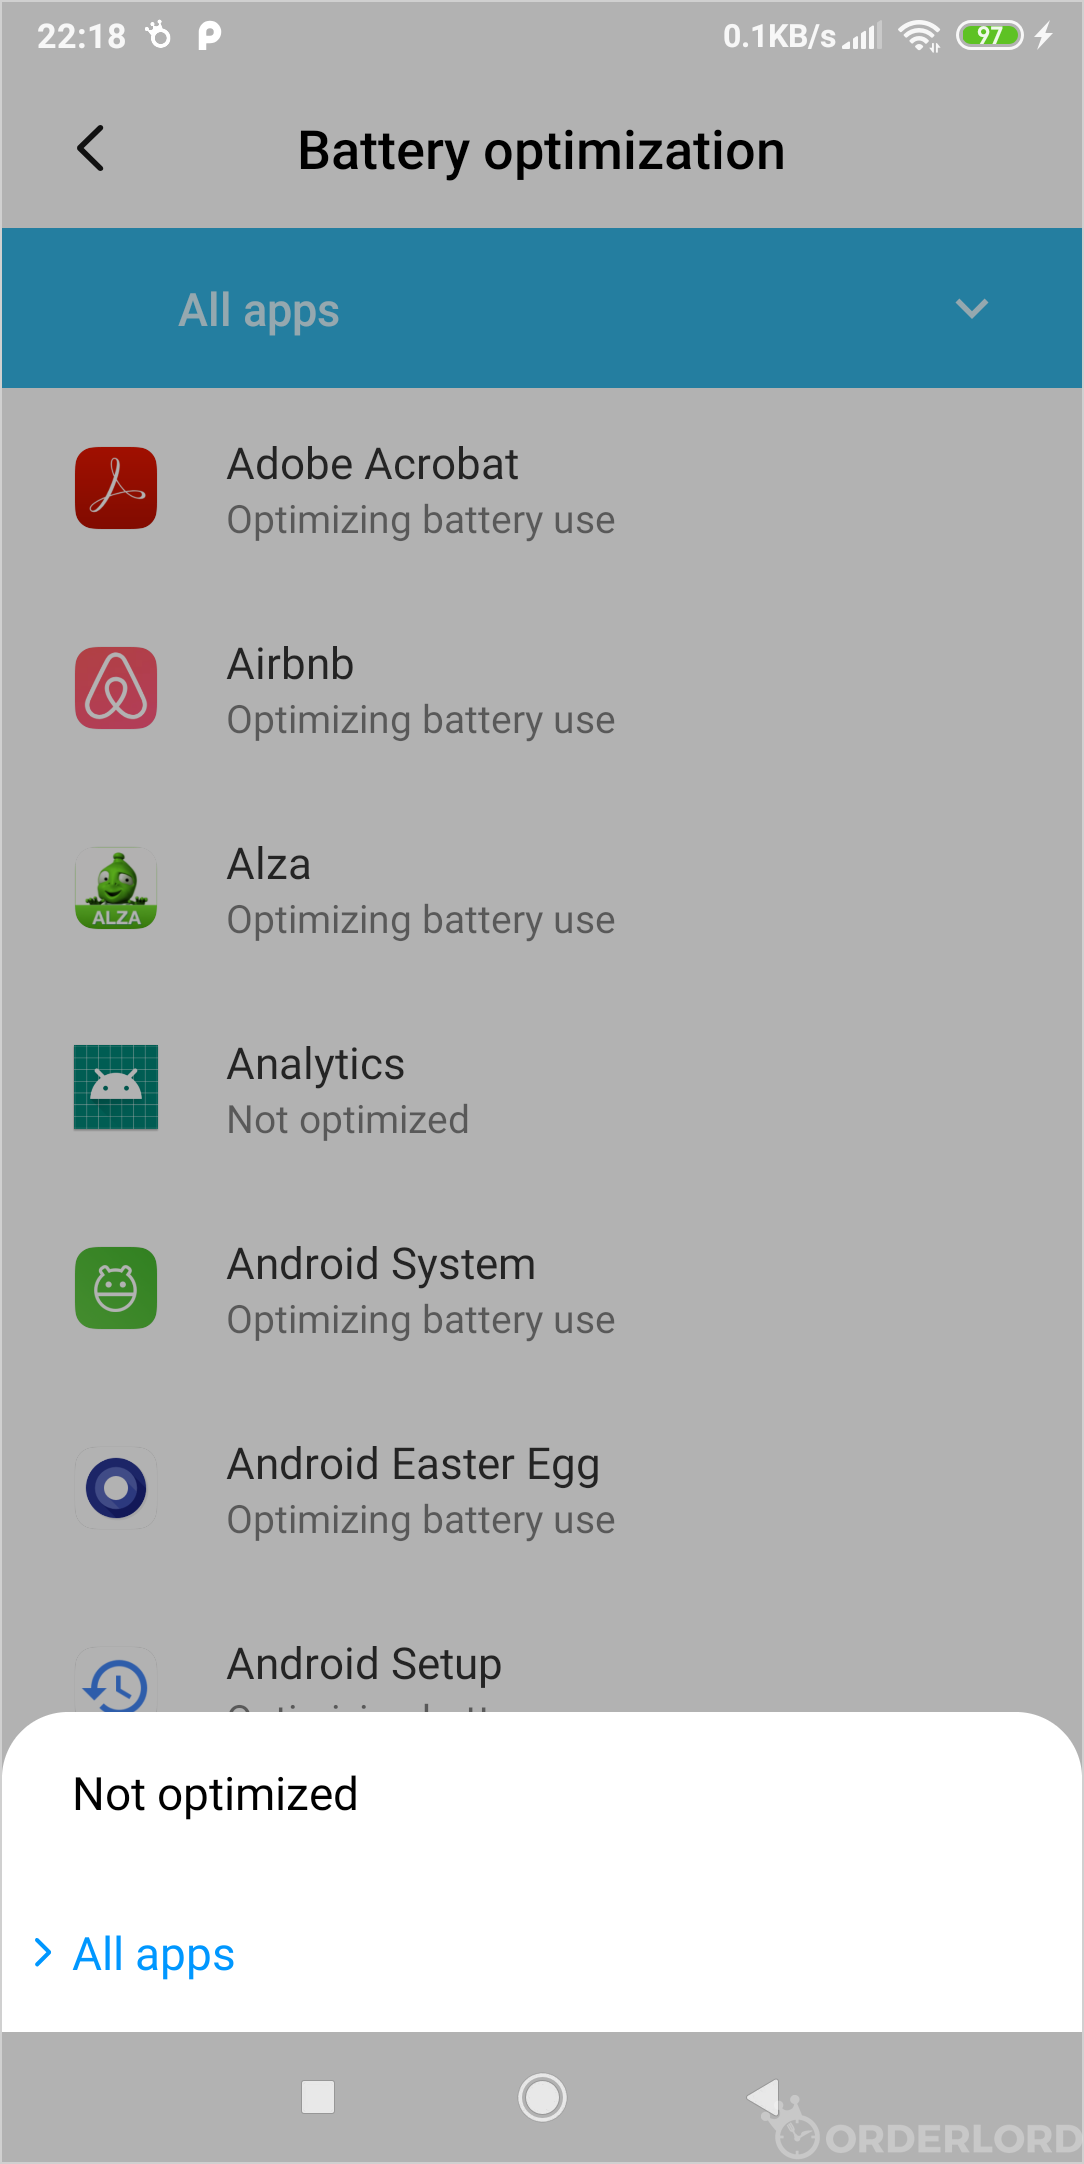 22:18 0.1KB/s 97
Battery optimization
All apps
Adobe Acrobat
Optimizing battery use
Airbnb
Optimizing battery use
ALZA
Alza
Optimizing battery use
Analytics
Not optimized
Android System
Optimizing battery use
Android Easter Egg
Optimizing battery use
Android Setup
Not optimized
All apps
ORDERLORD